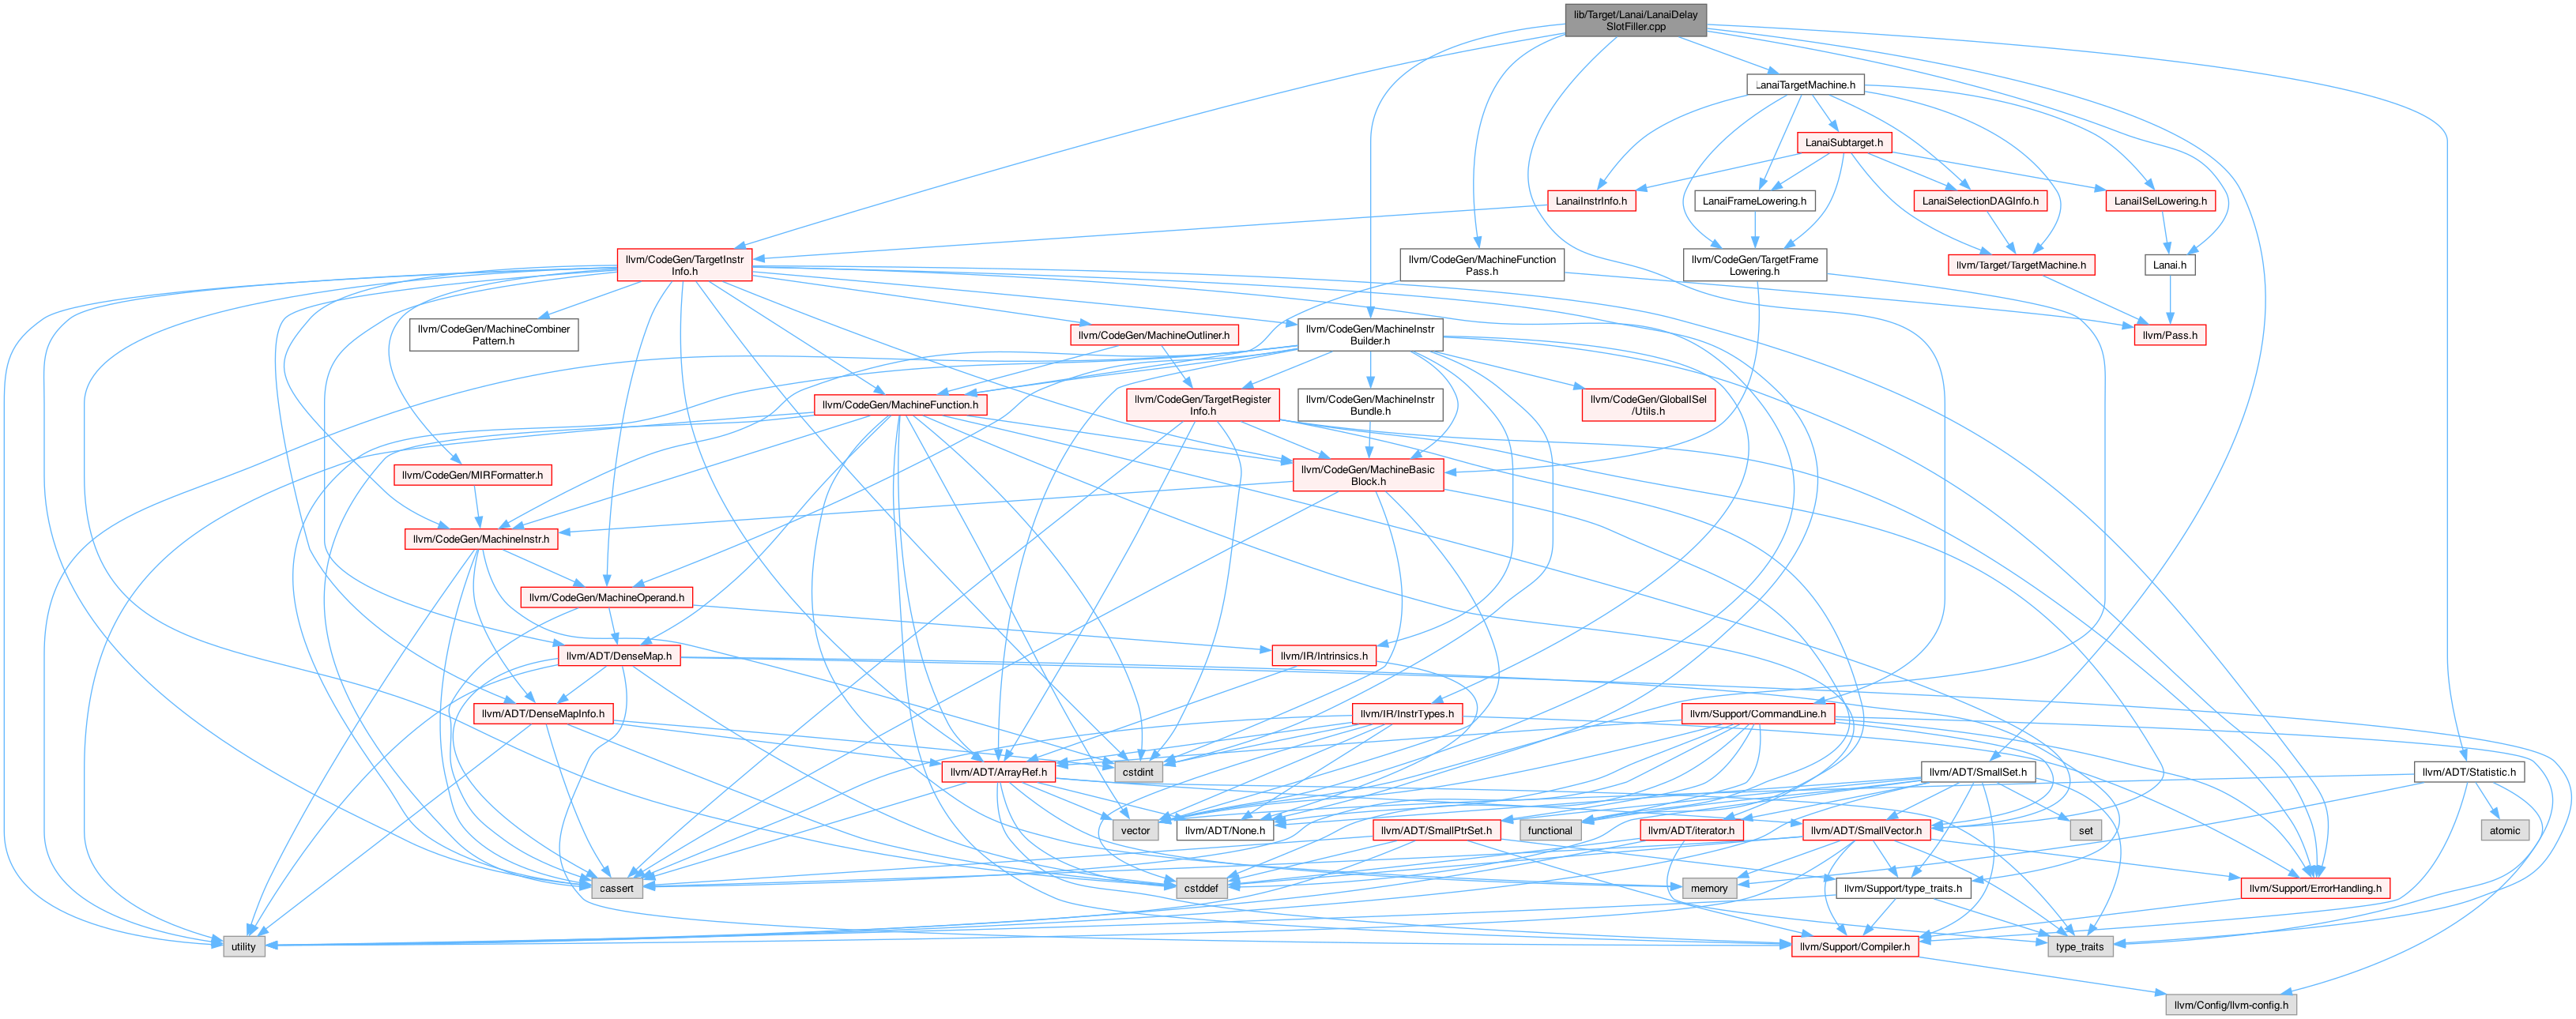 lib/Target/Lanai/LanaiDelay
SlotFiller.cpp
LanaiTargetMachine.h
LanaiSubtarget.h
LanaiInstrInfo.h
LanaiFrameLowering.h
LanaiSelectionDAGInfo.h
LanaiISelLowering.h
llvm/CodeGen/TargetInstr
Info.h
llvm/CodeGen/MachineFunction
Pass.h
llvm/CodeGen/TargetFrame
Lowering.h
llvm/Target/TargetMachine.h
Lanai.h
llvm/CodeGen/MachineCombiner
Pattern.h
llvm/CodeGen/MachineOutliner.h
llvm/CodeGen/MachineInstr
Builder.h
llvm/Pass.h
llvm/CodeGen/MachineFunction.h
llvm/CodeGen/TargetRegister
Info.h
llvm/CodeGen/MachineInstr
Bundle.h
llvm/CodeGen/GlobalISel
/Utils.h
llvm/CodeGen/MIRFormatter.h
llvm/CodeGen/MachineBasic
Block.h
llvm/CodeGen/MachineInstr.h
llvm/CodeGen/MachineOperand.h
llvm/ADT/DenseMap.h
llvm/IR/Intrinsics.h
llvm/ADT/DenseMapInfo.h
llvm/IR/InstrTypes.h
llvm/Support/CommandLine.h
llvm/ADT/ArrayRef.h
cstdint
llvm/ADT/SmallSet.h
llvm/ADT/Statistic.h
vector
llvm/ADT/None.h
llvm/ADT/SmallPtrSet.h
functional
llvm/ADT/iterator.h
llvm/ADT/SmallVector.h
set
atomic
cassert
cstddef
memory
llvm/Support/type_traits.h
llvm/Support/ErrorHandling.h
utility
llvm/Support/Compiler.h
type_traits
llvm/Config/llvm-config.h